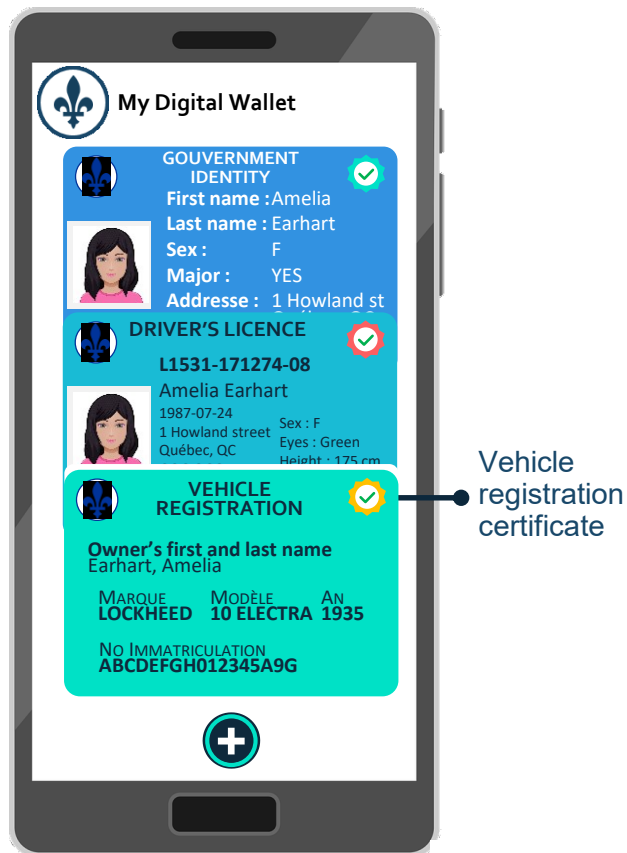 My Digital Wallet
GOUVERNMENT
IDENTITY
First name : Amelia
Last name : Earhart
Sex : F
Major : YES
Addresse : 1 Howland st
DRIVER'S LICENCE
L1531-171274-08
Amelia Earhart
1987-07-24
1 Howland street
Québec, QC
Sex : F
Eyes : Green
Height : 175 cm
VEHICLE
REGISTRATION
Owner's first and last name
Earhart, Amelia
MARQUE MODÈLE AN
LOCKHEED 10 ELECTRA 1935
NO IMMATRICULATION
ABCDEFGH012345A9G
Vehicle
registration
certificate